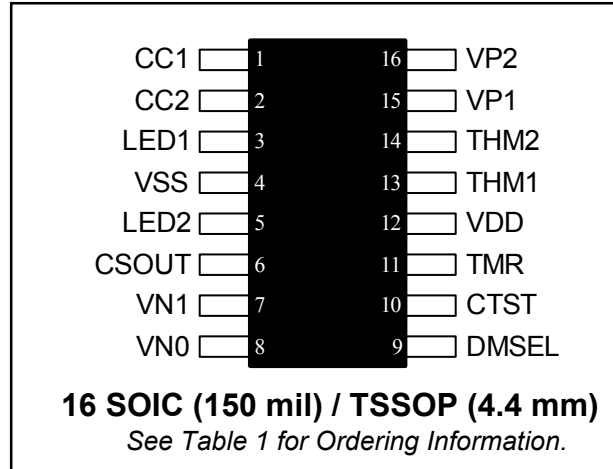 CC1 1 16 VP2
CC2 2 15 VP1
LED1 3 14 THM2
VSS 4 13 THM1
LED2 5 12 VDD
CSOUT 6 11 TMR
VN1 7 10 CTST
VN0 8 9 DMSEL
16 SOIC (150 mil) / TSSOP (4.4 mm)
See Table 1 for Ordering Information.